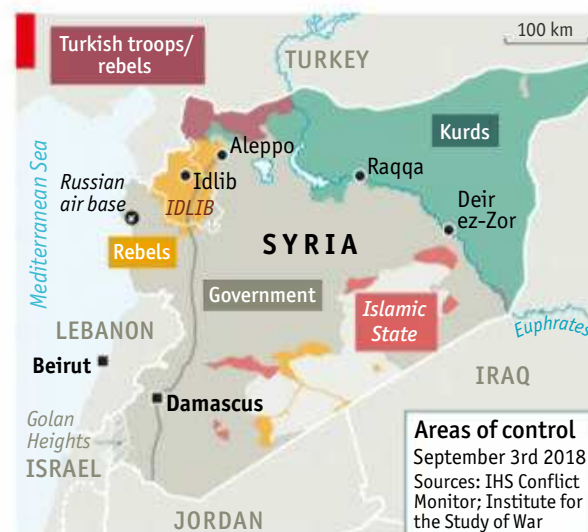 100 km
Turkish troops/
rebels
TURKEY
Mediterranean Sea
Aleppo
Kurds
Russian
air base
Idlib
IDLIB
Raqqa
Deir
ez-Zor
SYRIA
Rebels
Government
Islamic
State
LEBANON
Euphrates
Beirut
IRAQ
Damascus
Golan
Heights
ISRAEL
JORDAN
Areas of control
September 3rd 2018
Sources: IHS Conflict
Monitor; Institute for
the Study of War